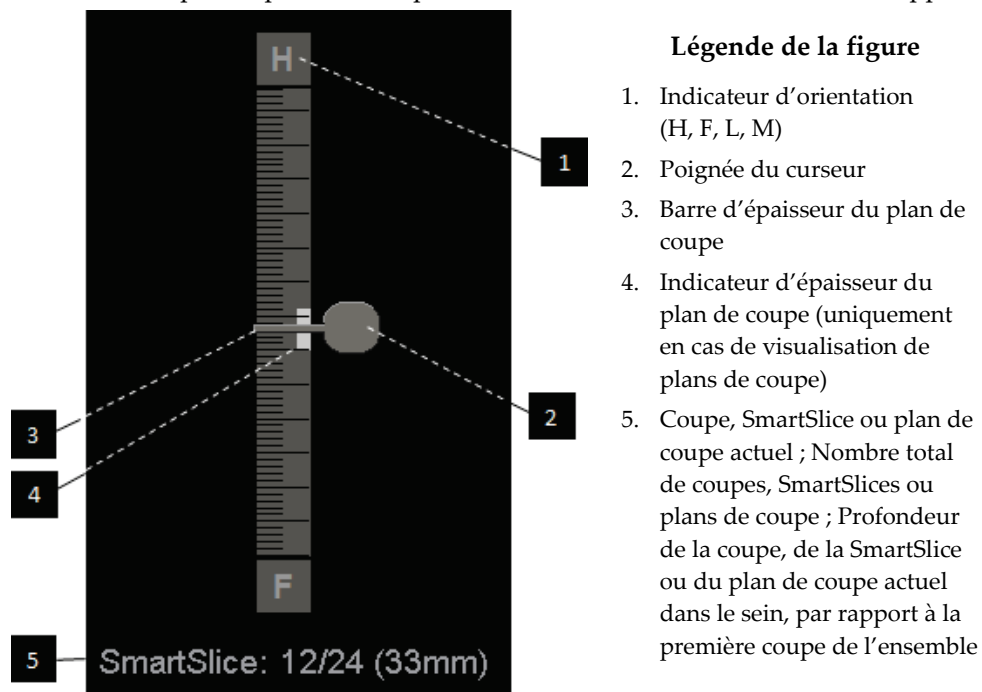 H
1
3
2
4
F
5
SmartSlice: 12/24 (33mm)
Légende de la figure
1. Indicateur d'orientation
(H, F, L, M)
2. Poignée du curseur
3. Barre d'épaisseur du plan de
coupe
4. Indicateur d'épaisseur du
plan de coupe (uniquement
en cas de visualisation de
plans de coupe)
5. Coupe, SmartSlice ou plan de
coupe actuel ; Nombre total
de coupes, SmartSlices ou
plans de coupe ; Profondeur
de la coupe, de la SmartSlice
ou du plan de coupe actuel
dans le sein, par rapport à la
première coupe de l'ensemble